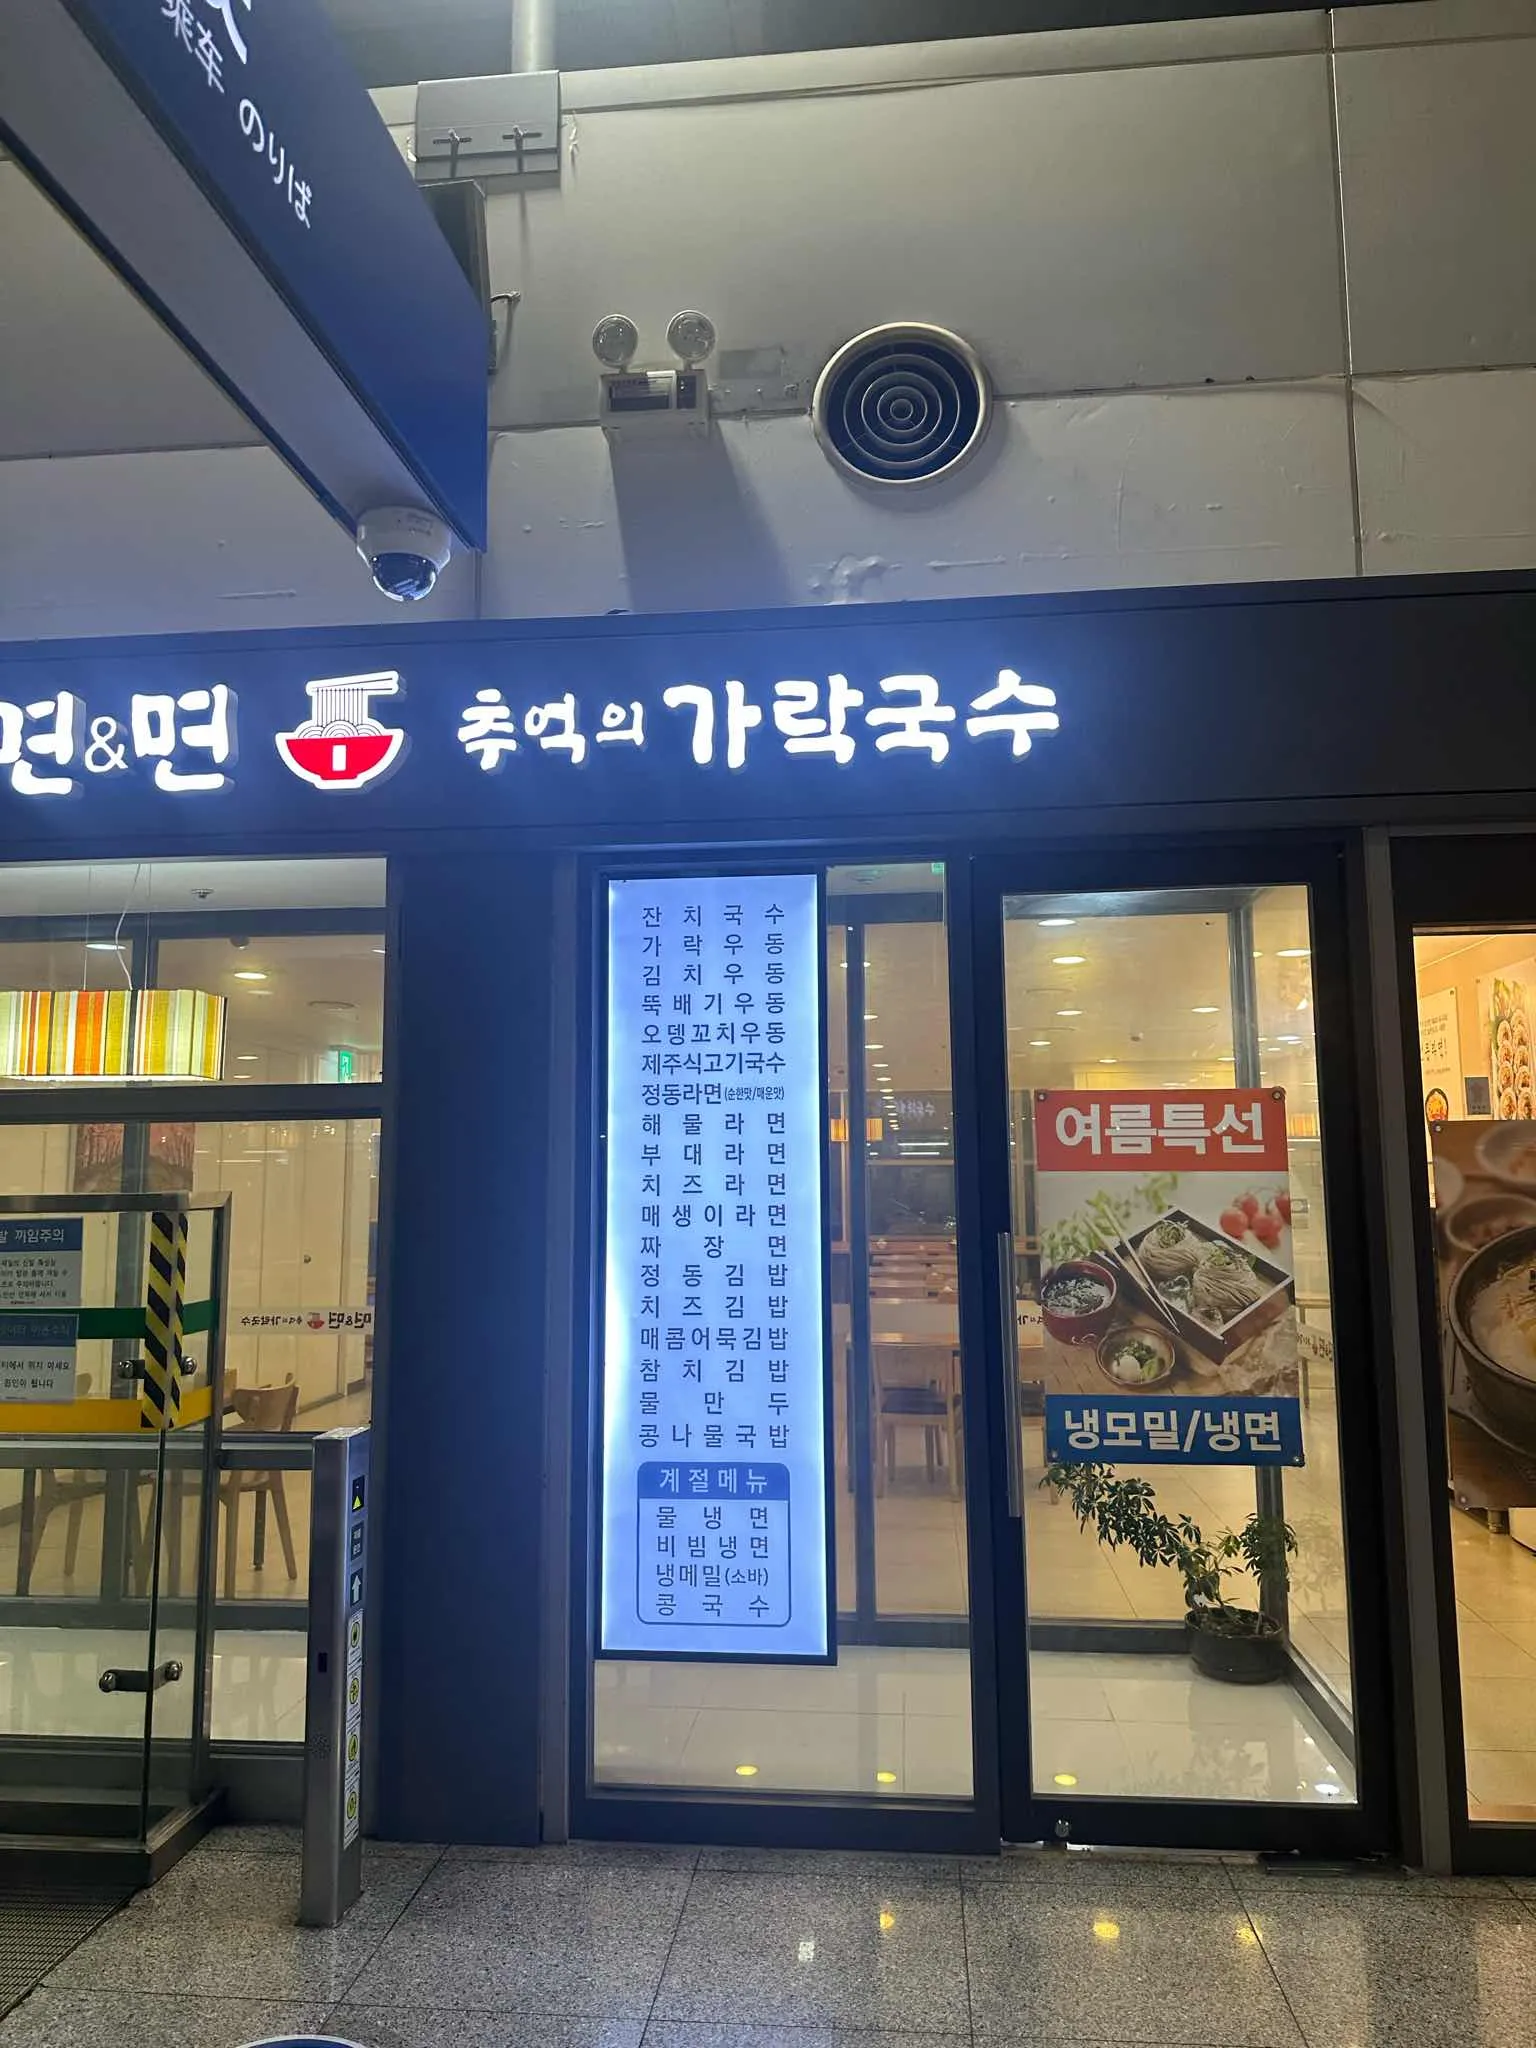 乘车 のりば
면&면 추억의 가락국수
잔치국수
가락우동
김치우동
뚝배기우동
오뎅꼬치우동
제주식고기국수
정동라면(순한맛/매운맛)
해물라면
부대라면
치즈라면
매생이라면
짜장면
정동김밥
치즈김밥
매콤어묵김밥
참치김밥
물만두
콩나물국밥
계절메뉴
물냉면
비빔냉면
냉메밀(소바)
콩국수
여름특선
냉모밀/냉면
끼임주의